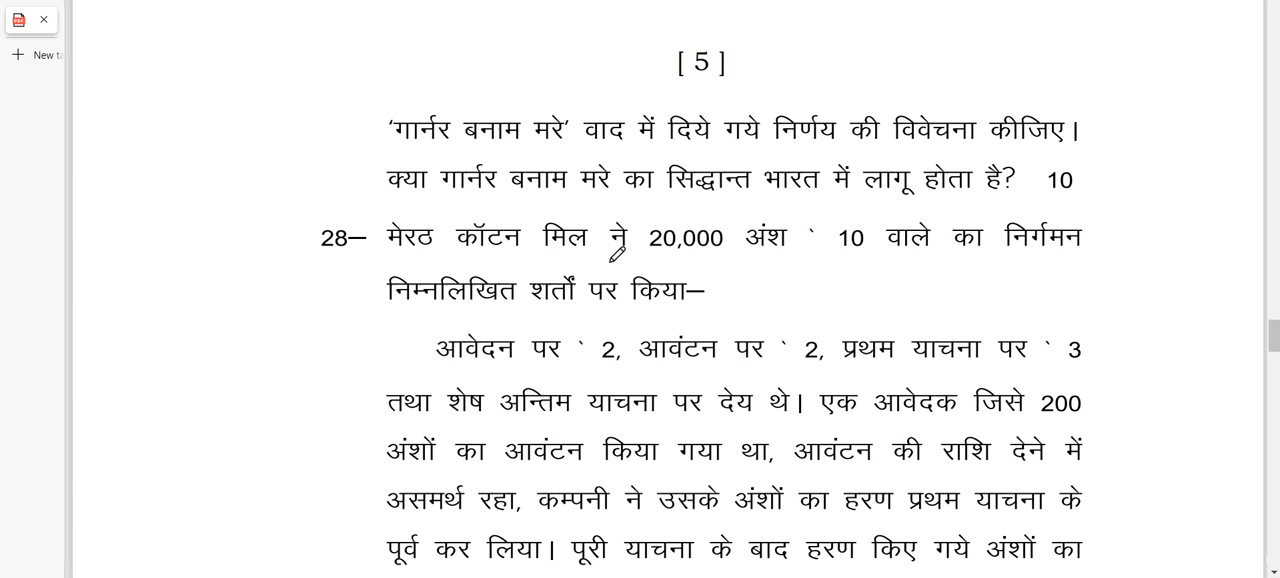 New ta
[ 5 ]
'गार्नर बनाम मरे' वाद में दिये गये निर्णय की विवेचना कीजिए।
क्या गार्नर बनाम मरे का सिद्धान्त भारत में लागू होता है? 10
28– मेरठ कॉटन मिल ने 20,000 अंश ` 10 वाले का निर्गमन
निम्नलिखित शर्तों पर किया–
आवेदन पर ` 2, आवंटन पर ` 2, प्रथम याचना पर ` 3
तथा शेष अन्तिम याचना पर देय थे। एक आवेदक जिसे 200
अंशों का आवंटन किया गया था, आवंटन की राशि देने में
असमर्थ रहा, कम्पनी ने उसके अंशों का हरण प्रथम याचना के
पूर्व कर लिया। पूरी याचना के बाद हरण किए गये अंशों का